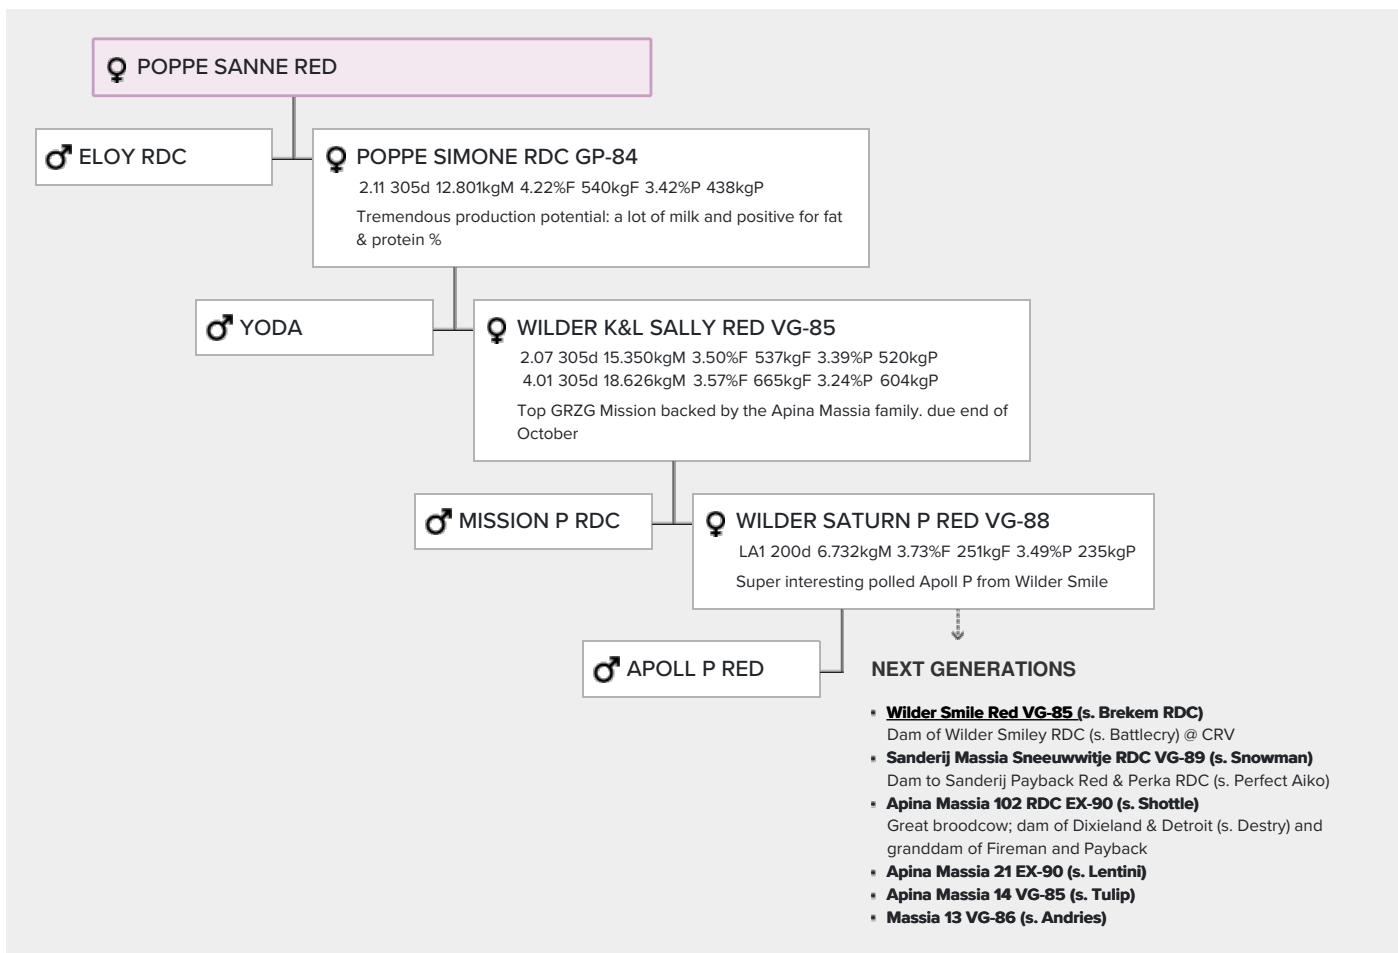 POPPE SANNE RED
ELOY RDC
POPPE SIMONE RDC GP-84
2.11 305d 12.801kgM 4.22%F 540kgF 3.42%P 438kgP
Tremendous production potential: a lot of milk and positive for fat
& protein %
YODA
WILDER K&L SALLY RED VG-85
2.07 305d 15.350kgM 3.50%F 537kgF 3.39%P 520kgP
4.01 305d 18.626kgM 3.57%F 665kgF 3.24%P 604kgP
Top GRZG Mission backed by the Apina Massia family. due end of
October
MISSION P RDC
WILDER SATURN P RED VG-88
LA1 200d 6.732kgM 3.73%F 251kgF 3.49%P 235kgP
Super interesting polled Apoll P from Wilder Smile
APOLL P RED
NEXT GENERATIONS
Wilder Smile Red VG-85 (s. Brekem RDC)
Dam of Wilder Smiley RDC (s. Battlecry) @ CRV
Sanderij Massia Sneeuwwitje RDC VG-89 (s. Snowman)
Dam to Sanderij Payback Red & Perka RDC (s. Perfect Aiko)
Apina Massia 102 RDC EX-90 (s. Shottle)
Great broodcow; dam of Dixieland & Detroit (s. Destry) and
granddam of Fireman and Payback
Apina Massia 21 EX-90 (s. Lentini)
Apina Massia 14 VG-85 (s. Tulip)
Massia 13 VG-86 (s. Andries)